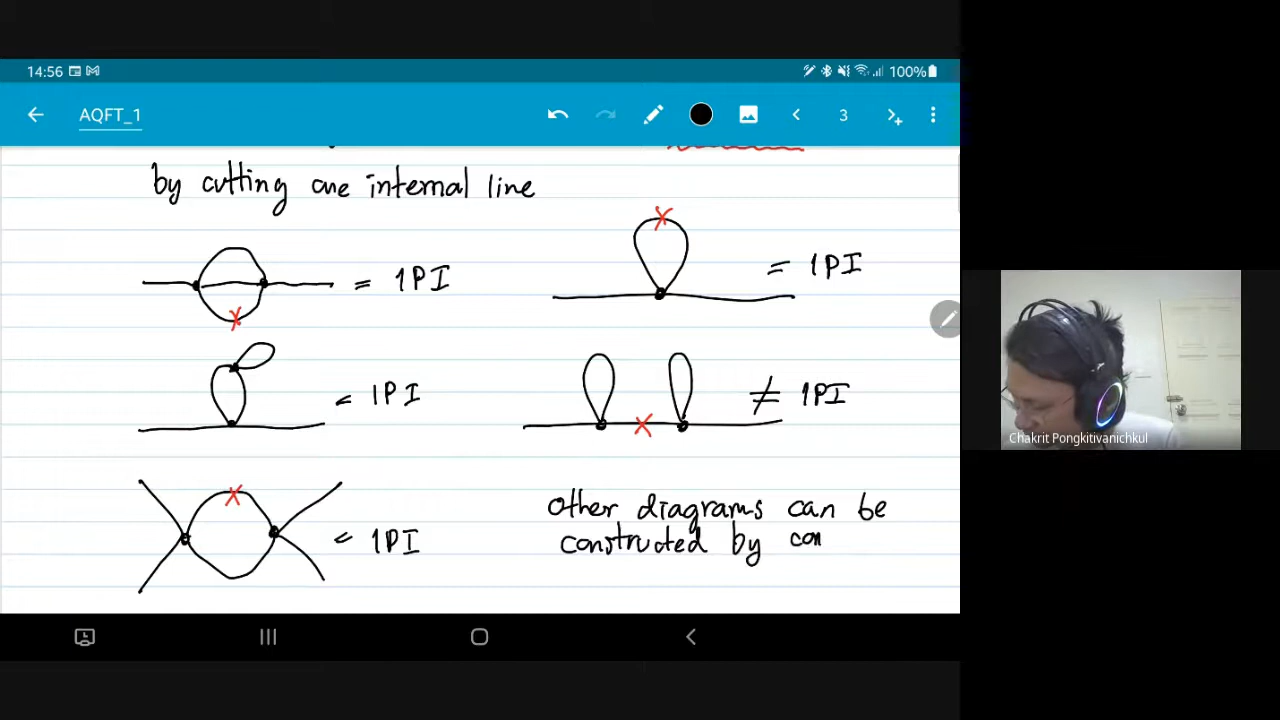 14:56
100%
AQFT_1
3
by cutting one internal line
= 1PI
= 1PI
= 1PI
≠ 1PI
= 1PI
Other diagrams can be
constructed by con
Chakrit Pongkitivanichkul